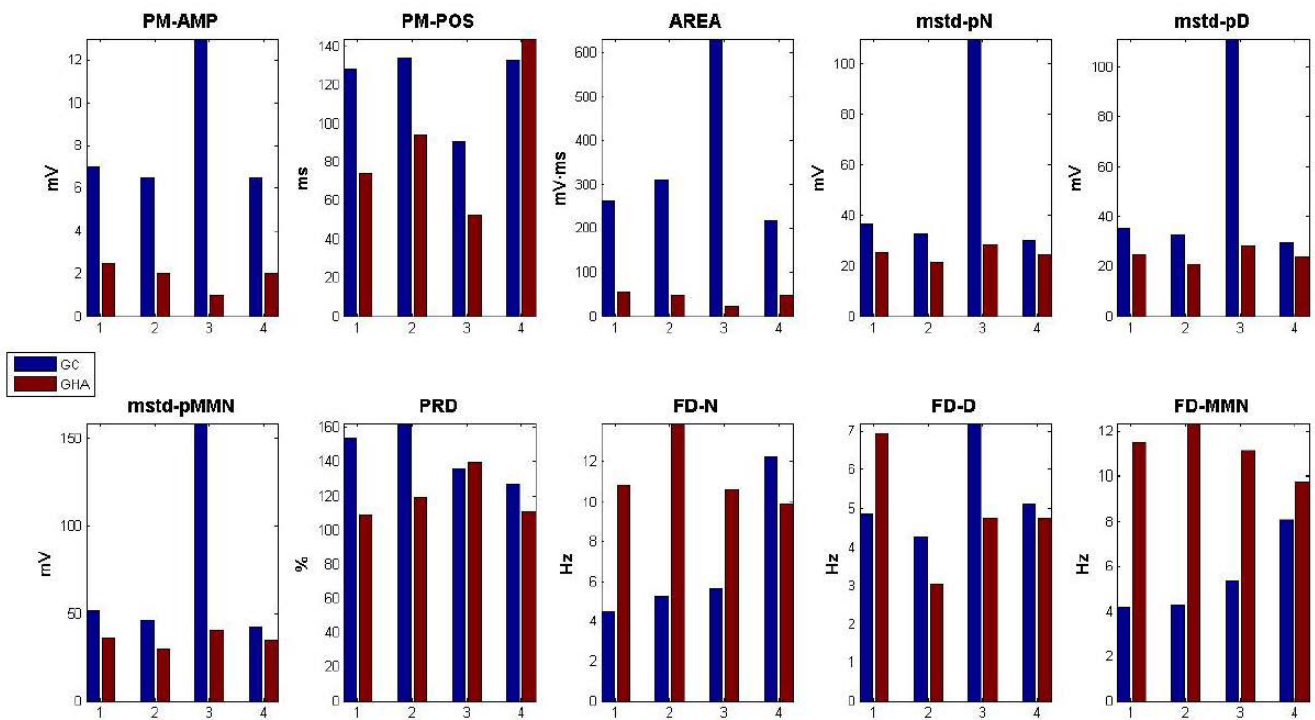 PM-AMP
PM-POS
AREA
mstd-pN
mstd-pD
12
10
8
6
4
2
0
mV
1 2 3 4
140
120
100
80
60
40
20
0
ms
1 2 3 4
600
500
400
300
200
600
0
mV·ms
1 2 3 4
100
80
60
40
20
0
mV
1 2 3 4
100
80
60
40
20
0
mV
1 2 3 4
GC
GHA
mstd-pMMN
PRD
FD-N
FD-D
FD-MMN
150
100
50
0
mV
1 2 3 4
160
140
120
100
80
60
40
20
0
%
1 2 3 4
12
10
8
6
4
2
0
Hz
1 2 3 4
7
6
5
4
3
2
1
0
Hz
1 2 3 4
12
10
8
6
4
2
0
Hz
1 2 3 4